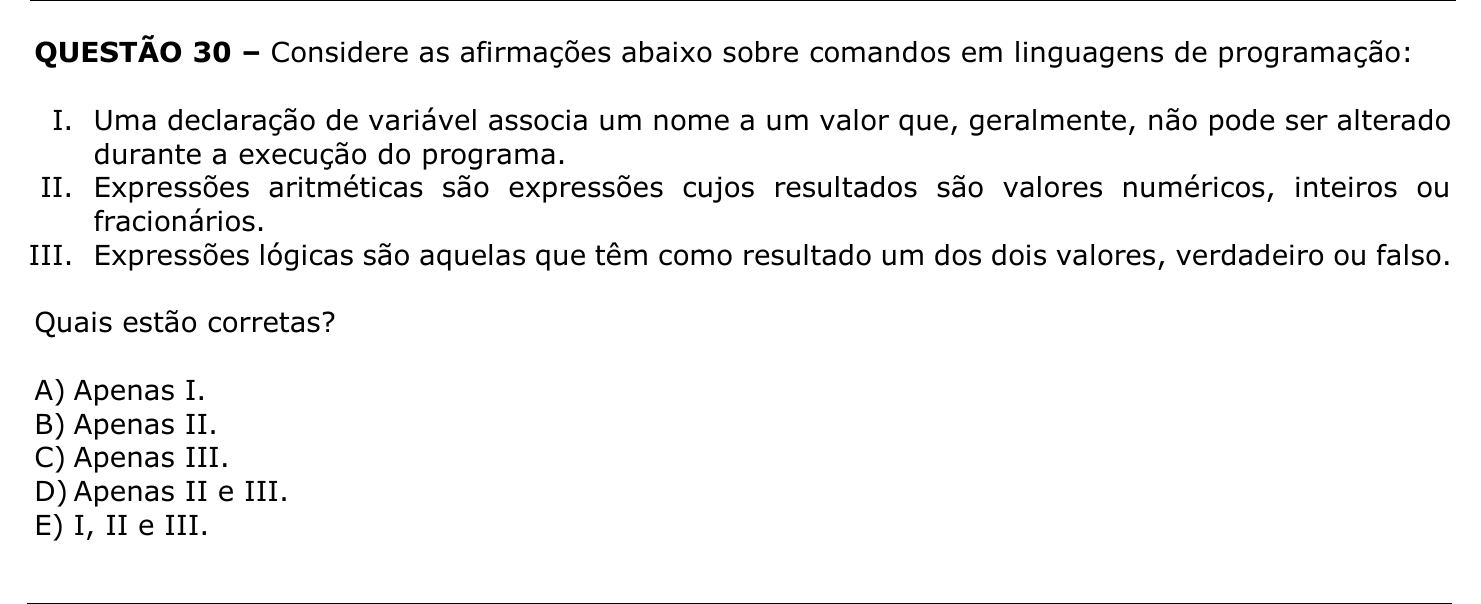 QUESTÃO 30 – Considere as afirmações abaixo sobre comandos em linguagens de programação:
I. Uma declaração de variável associa um nome a um valor que, geralmente, não pode ser alterado
durante a execução do programa.
II. Expressões aritméticas são expressões cujos resultados são valores numéricos, inteiros ou
fracionários.
III. Expressões lógicas são aquelas que têm como resultado um dos dois valores, verdadeiro ou falso.
Quais estão corretas?
A) Apenas I.
B) Apenas II.
C) Apenas III.
D) Apenas II e III.
E) I, II e III.